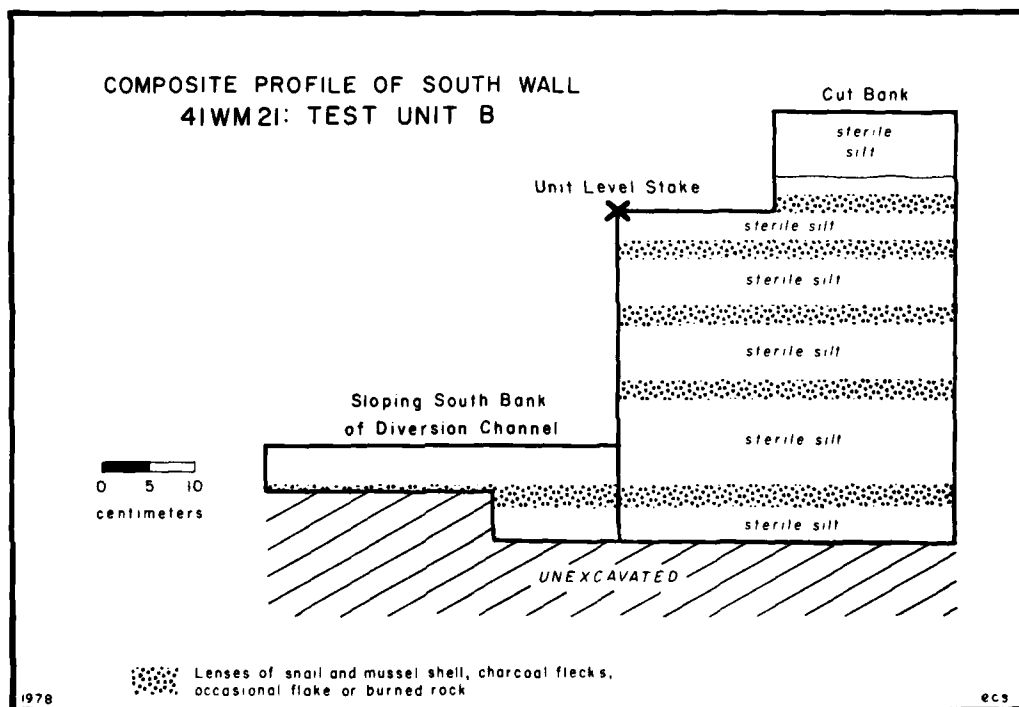 COMPOSITE PROFILE OF SOUTH WALL
41WM21: TEST UNIT B
Cut Bank
sterile
silt
Unit Level Stake
sterile silt
sterile silt
sterile silt
Sloping South Bank
of Diversion Channel
sterile silt
0 5 10
centimeters
sterile silt
UNEXCAVATED
Lenses of snail and mussel shell, charcoal flecks,
occasional flake or burned rock
1978
ecs